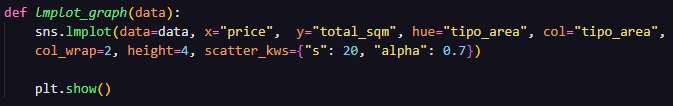 def lmplot_graph(data):
    sns.lmplot(data=data, x="price",  y="total_sqm", hue="tipo_area", col="tipo_area",
    col_wrap=2, height=4, scatter_kws={"s": 20, "alpha": 0.7})

    plt.show()